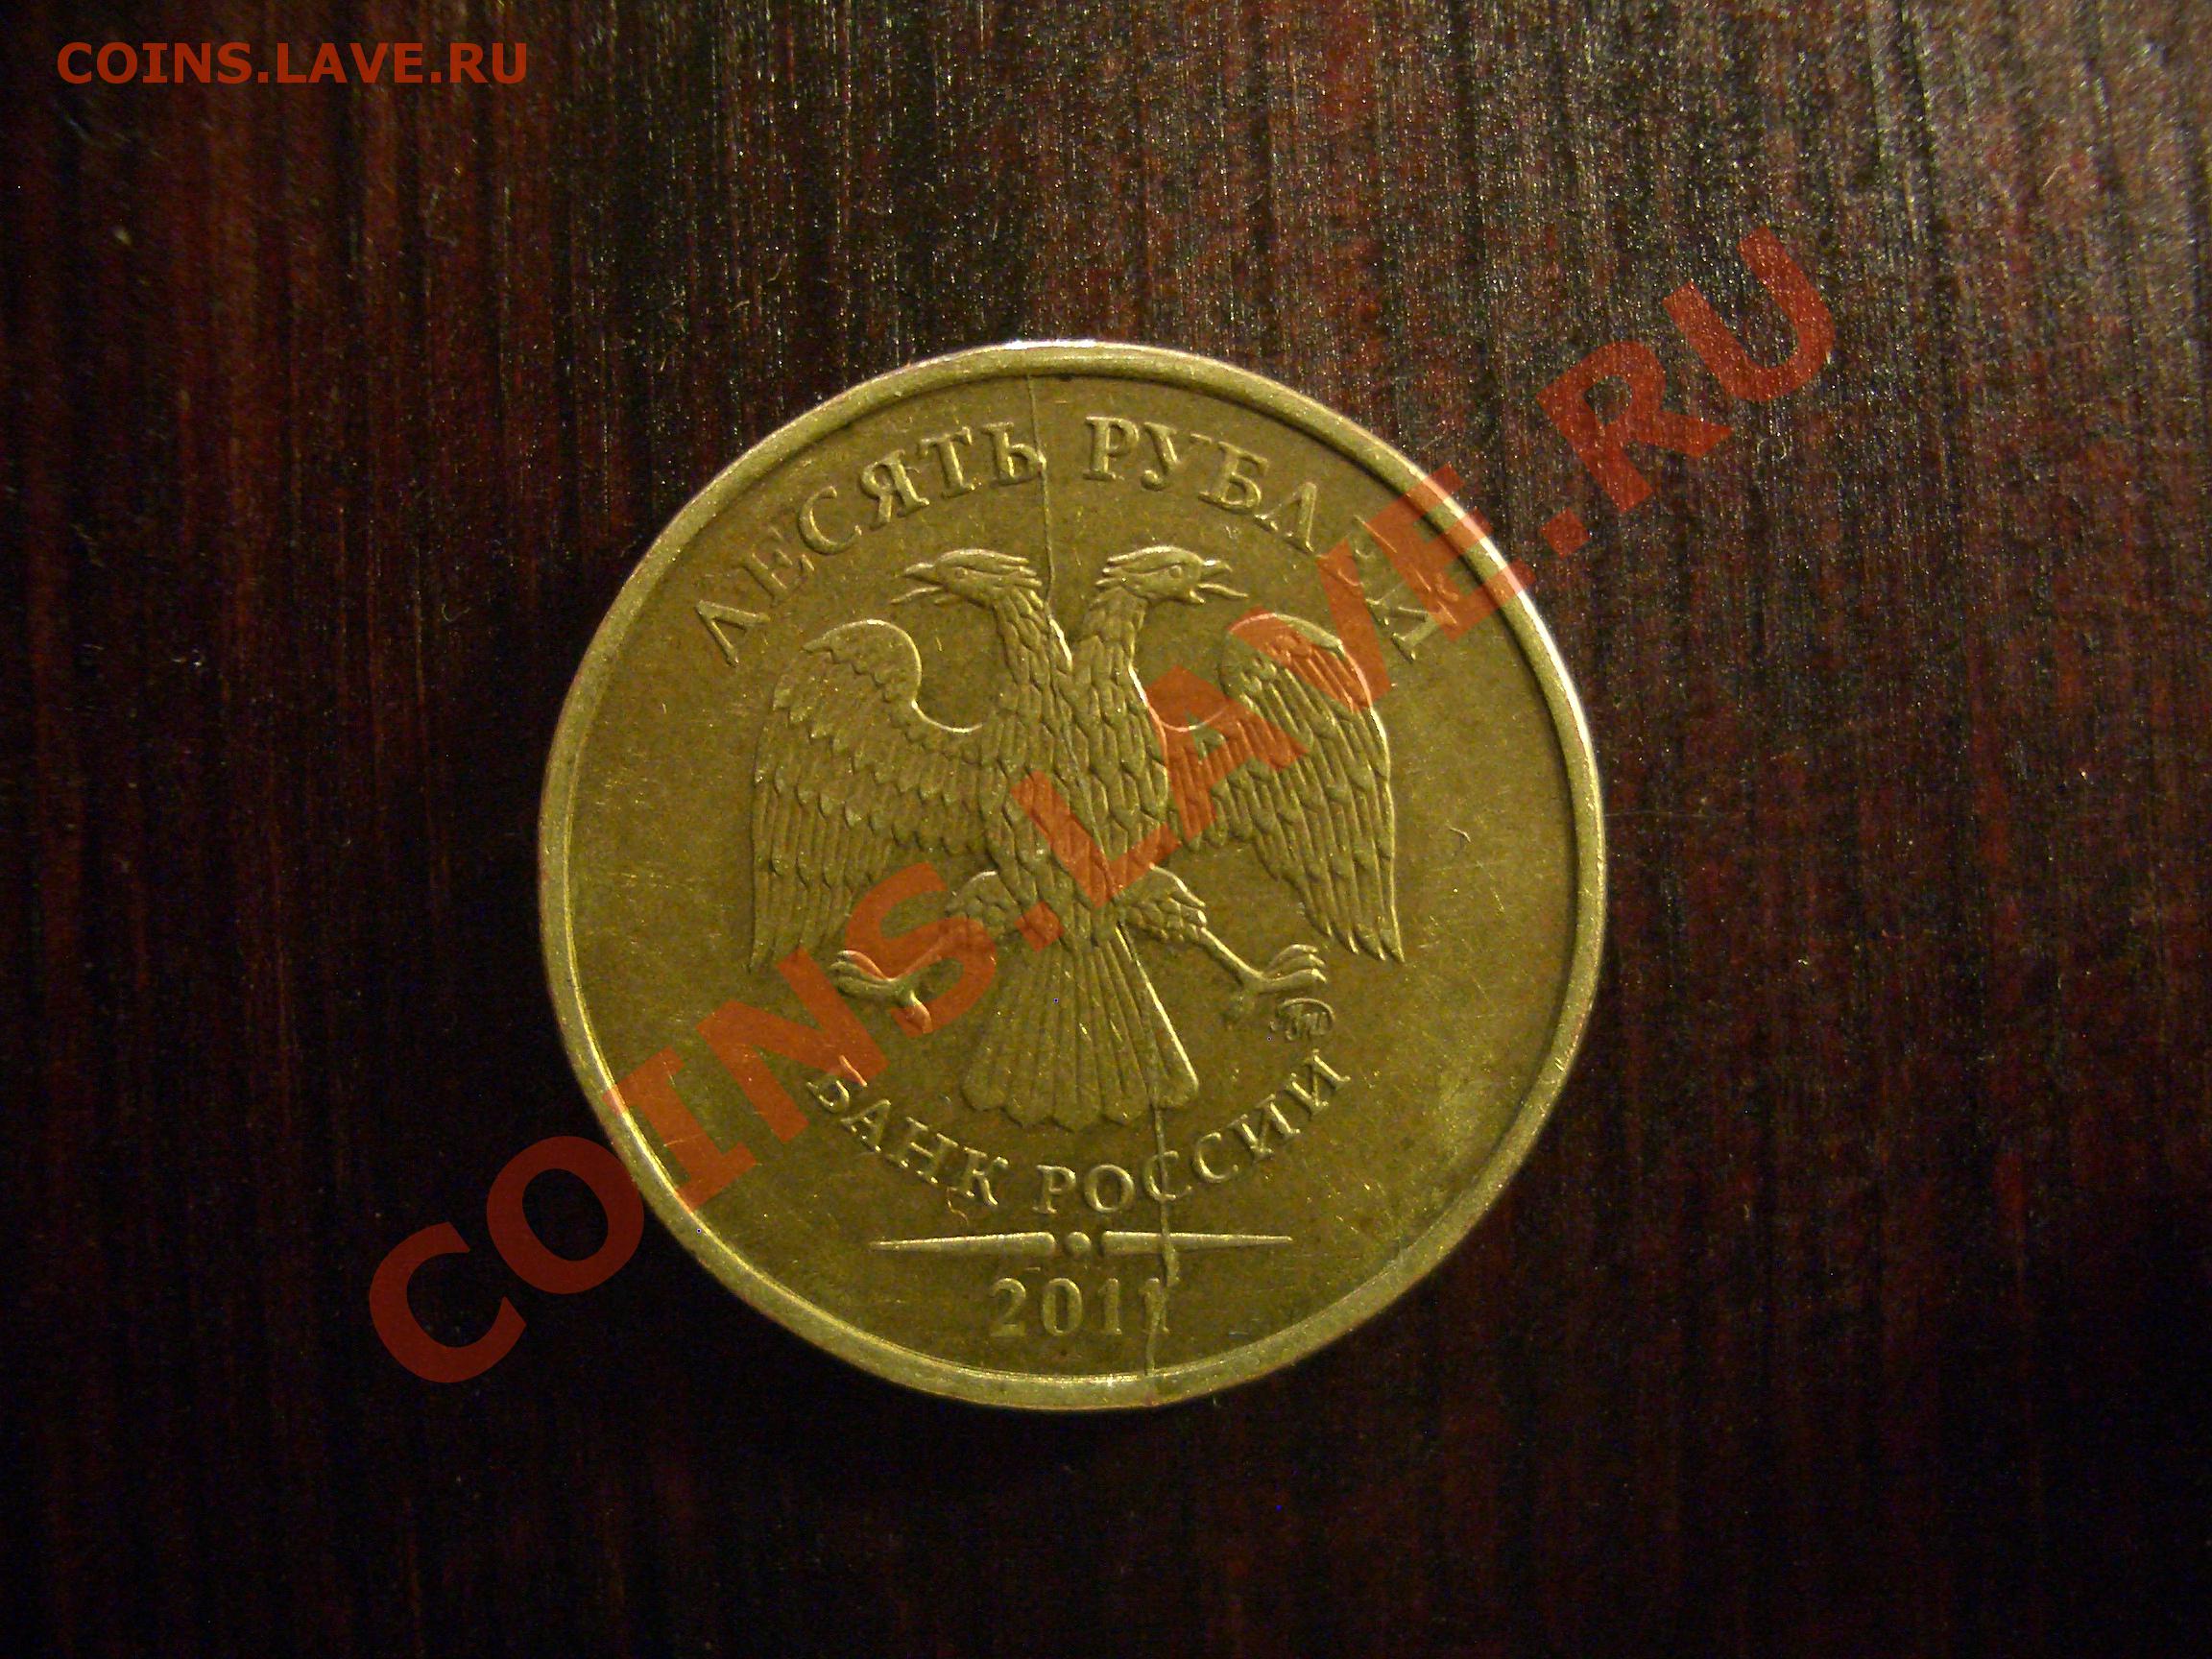 COINS.LAVE.RU
ДЕСЯТЬ РУБЛЕЙ
БАНК РОССИИ
2011
COINS.LAVE.RU